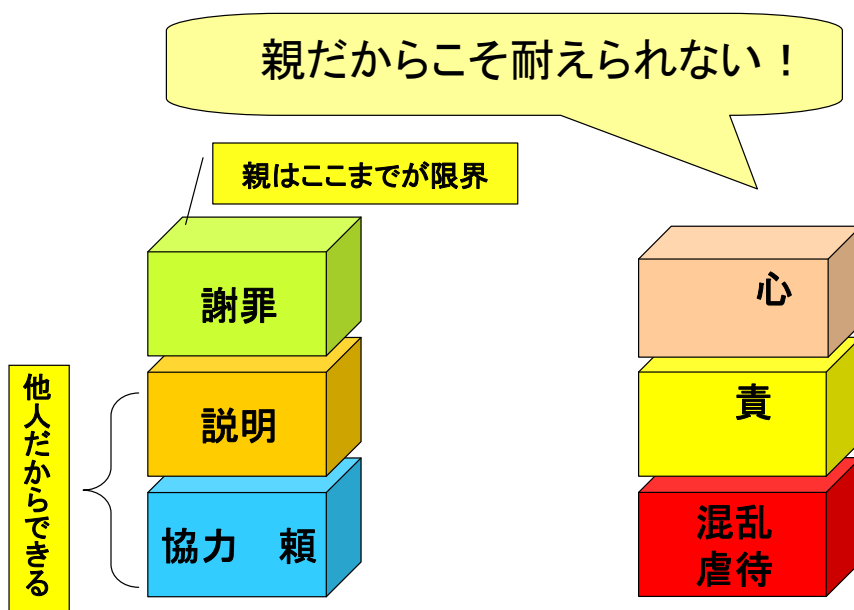 親だからこそ耐えられない！
親はここまでが限界
謝罪
説明
協力　頼
他人だからできる
心
責
混乱
虐待